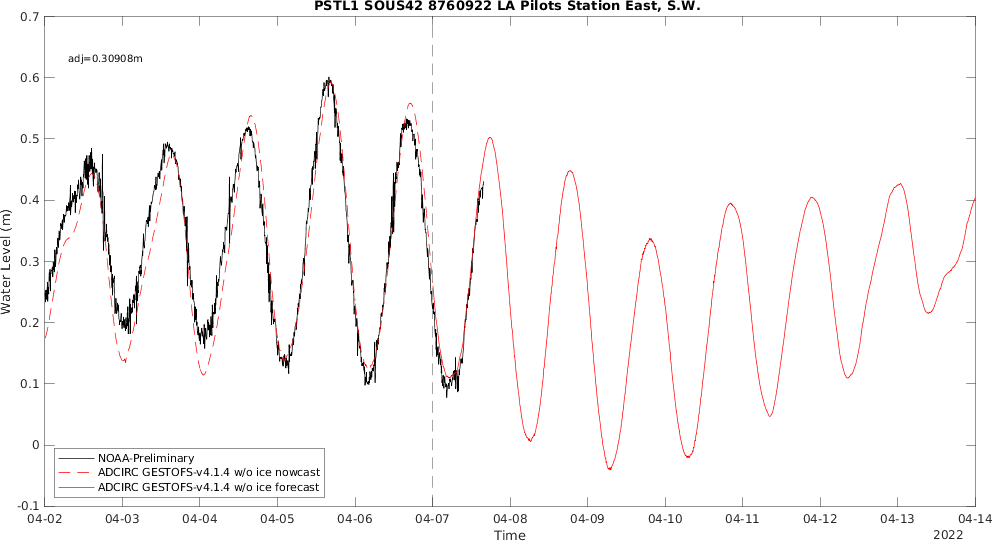 PSTL1 SOUS42 8760922 LA Pilots Station East, S.W.
adj=0.30908m
0.7
0.6
0.5
0.4
0.3
0.2
0.1
0
-0.1
Water Level (m)
NOAA-Preliminary
ADCIRC GESTOFS-v4.1.4 w/o ice nowcast
ADCIRC GESTOFS-v4.1.4 w/o ice forecast
04-02 04-03 04-04 04-05 04-06 04-07 04-08 04-09 04-10 04-11 04-12 04-13 04-14
Time
2022